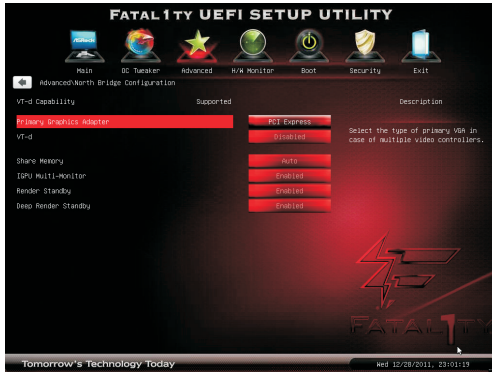 FATAL1TY UEFI SETUP UTILITY
ASRock
Main OC Tweaker Advanced H/W Monitor Boot Security Exit
Advanced\North Bridge Configuration
VT-d Capability Supported Description
Primary Graphics Adapter PCI Express
Select the type of primary VGA in
VT-d Disabled
case of multiple video controllers.
Share Memory Auto
IGPU Multi-Monitor Enabled
Render Standby Enabled
Deep Render Standby Enabled
FATAL1TY
Tomorrow's Technology Today Wed 12/28/2011, 23:01:19